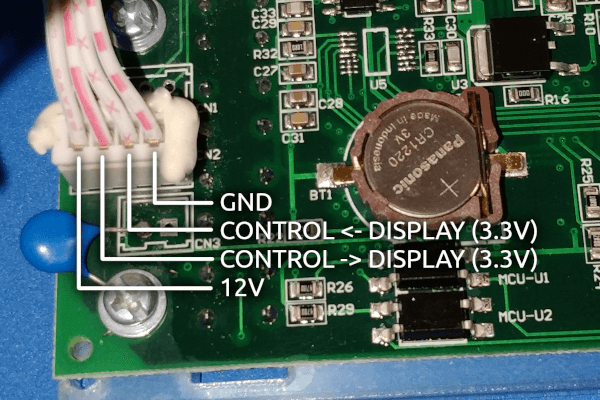 C33
C29
R32
C27
C28
C31
U5
R33
C30
U3
C25
R10
R16
N1
N2
Panasonic
CR1220
3V
Made in Indonesia
+
BT1
R25
GND
CONTROL <- DISPLAY (3.3V)
CN3
CONTROL -> DISPLAY (3.3V)
12V
R26
R29
MCU-U1
MCU-U2